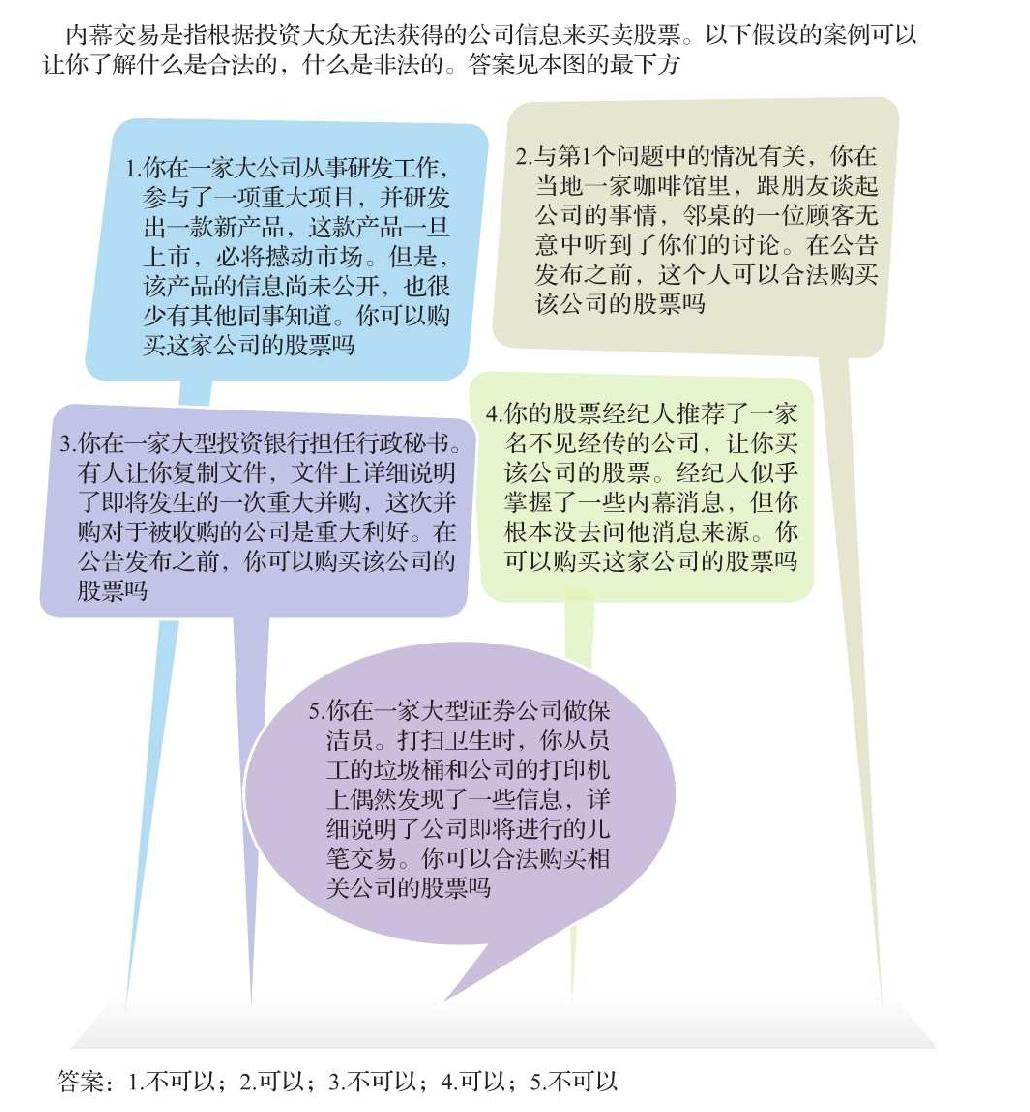 内幕交易是指根据投资大众无法获得的公司信息来买卖股票。以下假设的案例可以
让你了解什么是合法的，什么是非法的。答案见本图的最下方
1.你在一家大公司从事研发工作，
参与了一项重大项目，并研发
出一款新产品，这款产品一旦
上市，必将撼动市场。但是，
该产品的信息尚未公开，也很
少有其他同事知道。你可以购
买这家公司的股票吗
2.与第1个问题中的情况有关，你在
当地一家咖啡馆里，跟朋友谈起
公司的事情，邻桌的一位顾客无
意中听到了你们的讨论。在公告
发布之前，这个人可以合法购买
该公司的股票吗
3.你在一家大型投资银行担任行政秘书。
有人让你复制文件，文件上详细说明
了即将发生的一次重大并购，这次并
购对于被收购的公司是重大利好。在
公告发布之前，你可以购买该公司的
股票吗
4.你的股票经纪人推荐了一家
名不见经传的公司，让你买
该公司的股票。经纪人似乎
掌握了一些内幕消息，但你
根本没去问他消息来源。你
可以购买这家公司的股票吗
5.你在一家大型证券公司做保
洁员。打扫卫生时，你从员
工的垃圾桶和公司的打印机
上偶然发现了一些信息，详
细说明了公司即将进行的几
笔交易。你可以合法购买相
关公司的股票吗
答案：1.不可以；2.可以；3.不可以；4.可以；5.不可以